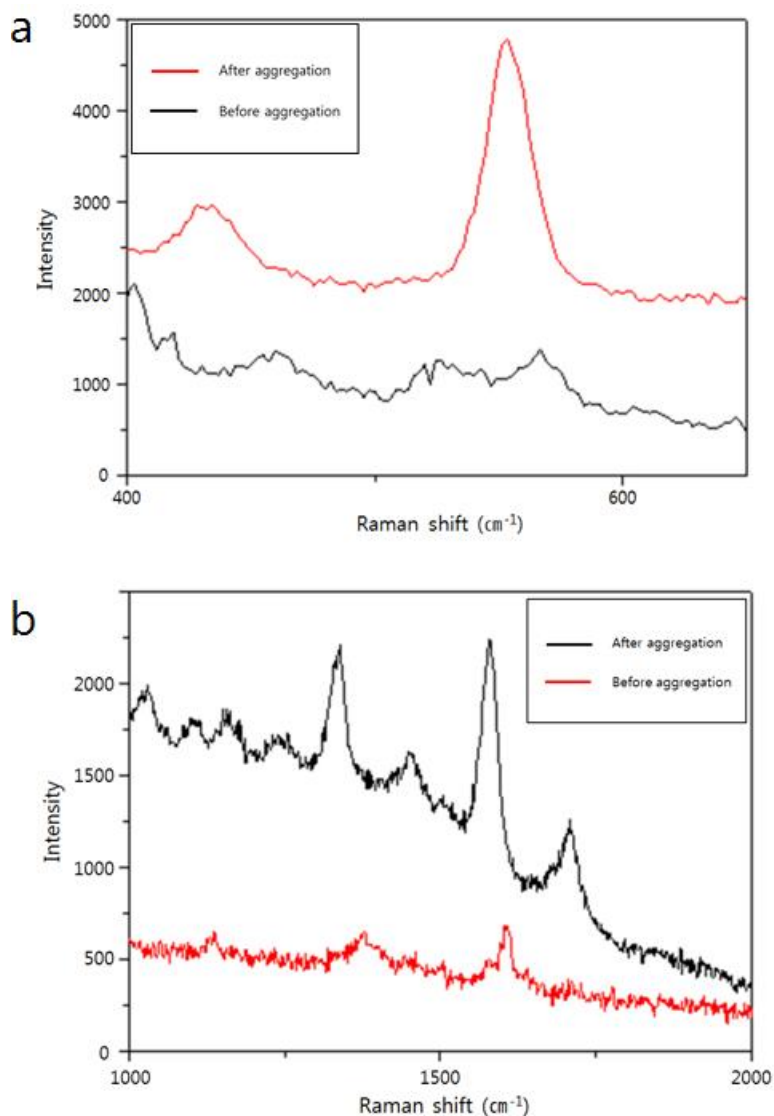 a
5000
4000
3000
2000
1000
0
Intensity
After aggregation
Before aggregation
400
600
Raman shift (㎝⁻¹)
b
2000
1500
1000
500
0
Intensity
After aggregation
Before aggregation
1000
1500
2000
Raman shift (㎝⁻¹)